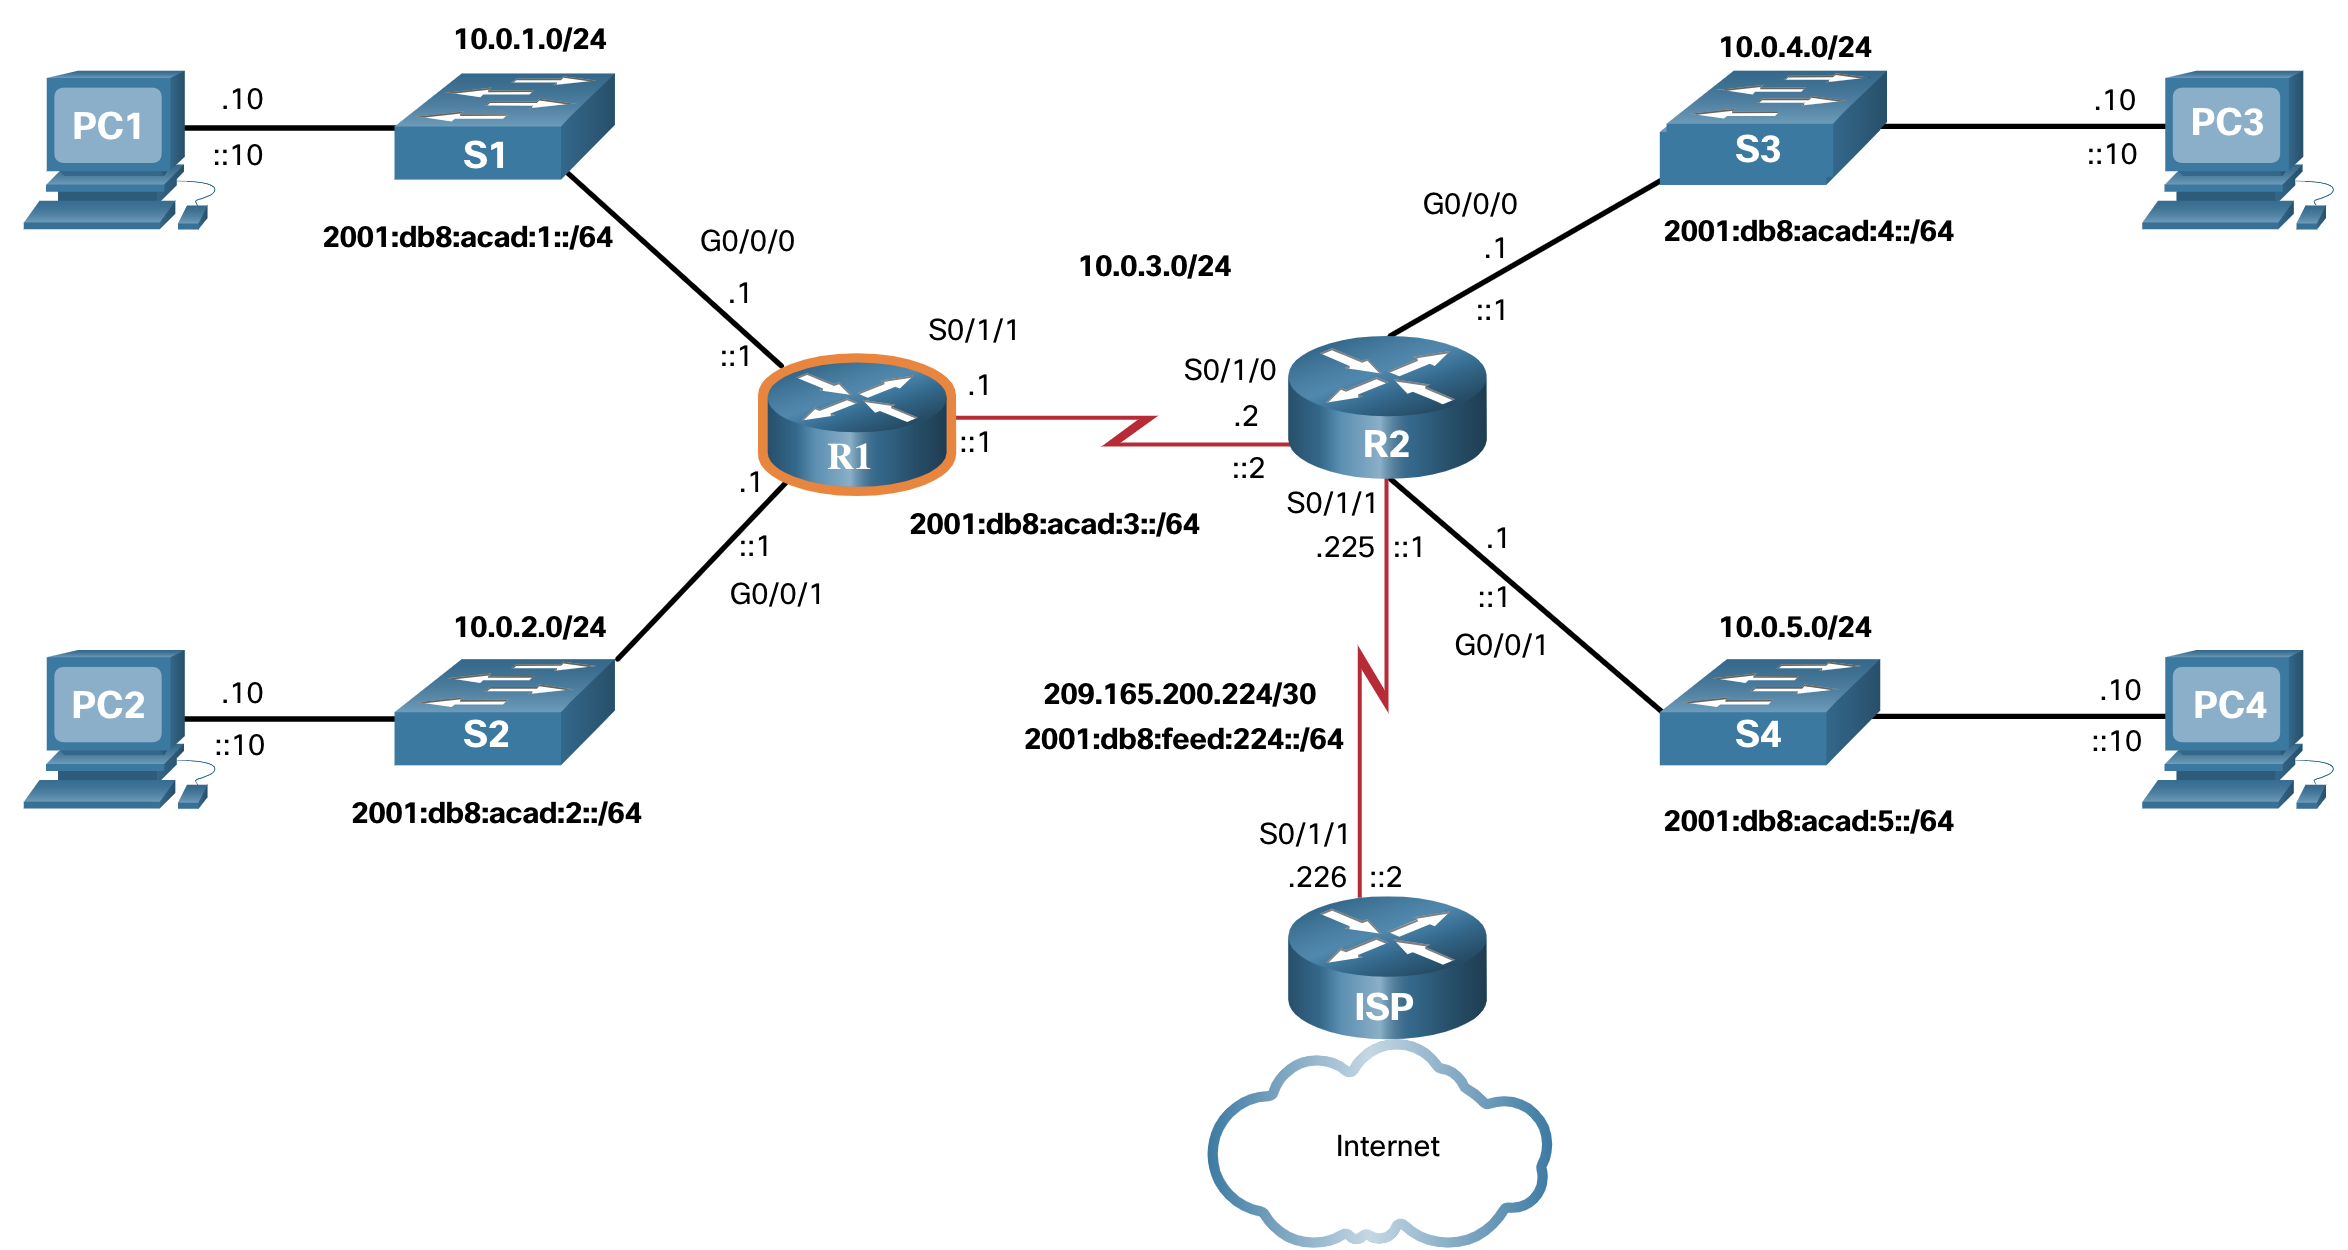 10.0.1.0/24
PC1
.10
::10
S1
2001:db8:acad:1::/64
G0/0/0
.1
::1
10.0.3.0/24
S0/1/1
.1
::1
R1
S0/1/0
.2
::2
R2
2001:db8:acad:3::/64
10.0.4.0/24
S3
.10
::10
PC3
2001:db8:acad:4::/64
G0/0/0
.1
::1
.1
::1
G0/0/1
10.0.2.0/24
PC2
.10
::10
S2
2001:db8:acad:2::/64
S0/1/1
.225
::1
.1
::1
G0/0/1
10.0.5.0/24
S4
.10
::10
PC4
2001:db8:acad:5::/64
209.165.200.224/30
2001:db8:feed:224::/64
S0/1/1
.226
::2
ISP
Internet